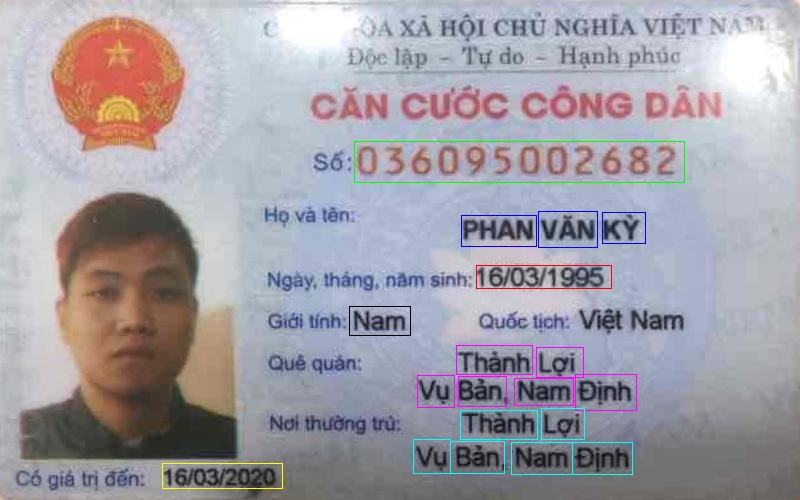 XÃ HỘI CHỦ NGHĨA VIỆT NAM
Độc lập - Tự do - Hạnh phúc
CĂN CƯỚC CÔNG DÂN
Số: 036095002682
Họ và tên: PHAN VĂN KỲ
Ngày, tháng, năm sinh: 16/03/1995
Giới tính: Nam Quốc tịch: Việt Nam
Quê quán: Thành Lợi
Vụ Bản, Nam Định
Nơi thường trú: Thành Lợi
Vụ Bản, Nam Định
Có giá trị đến: 16/03/2020